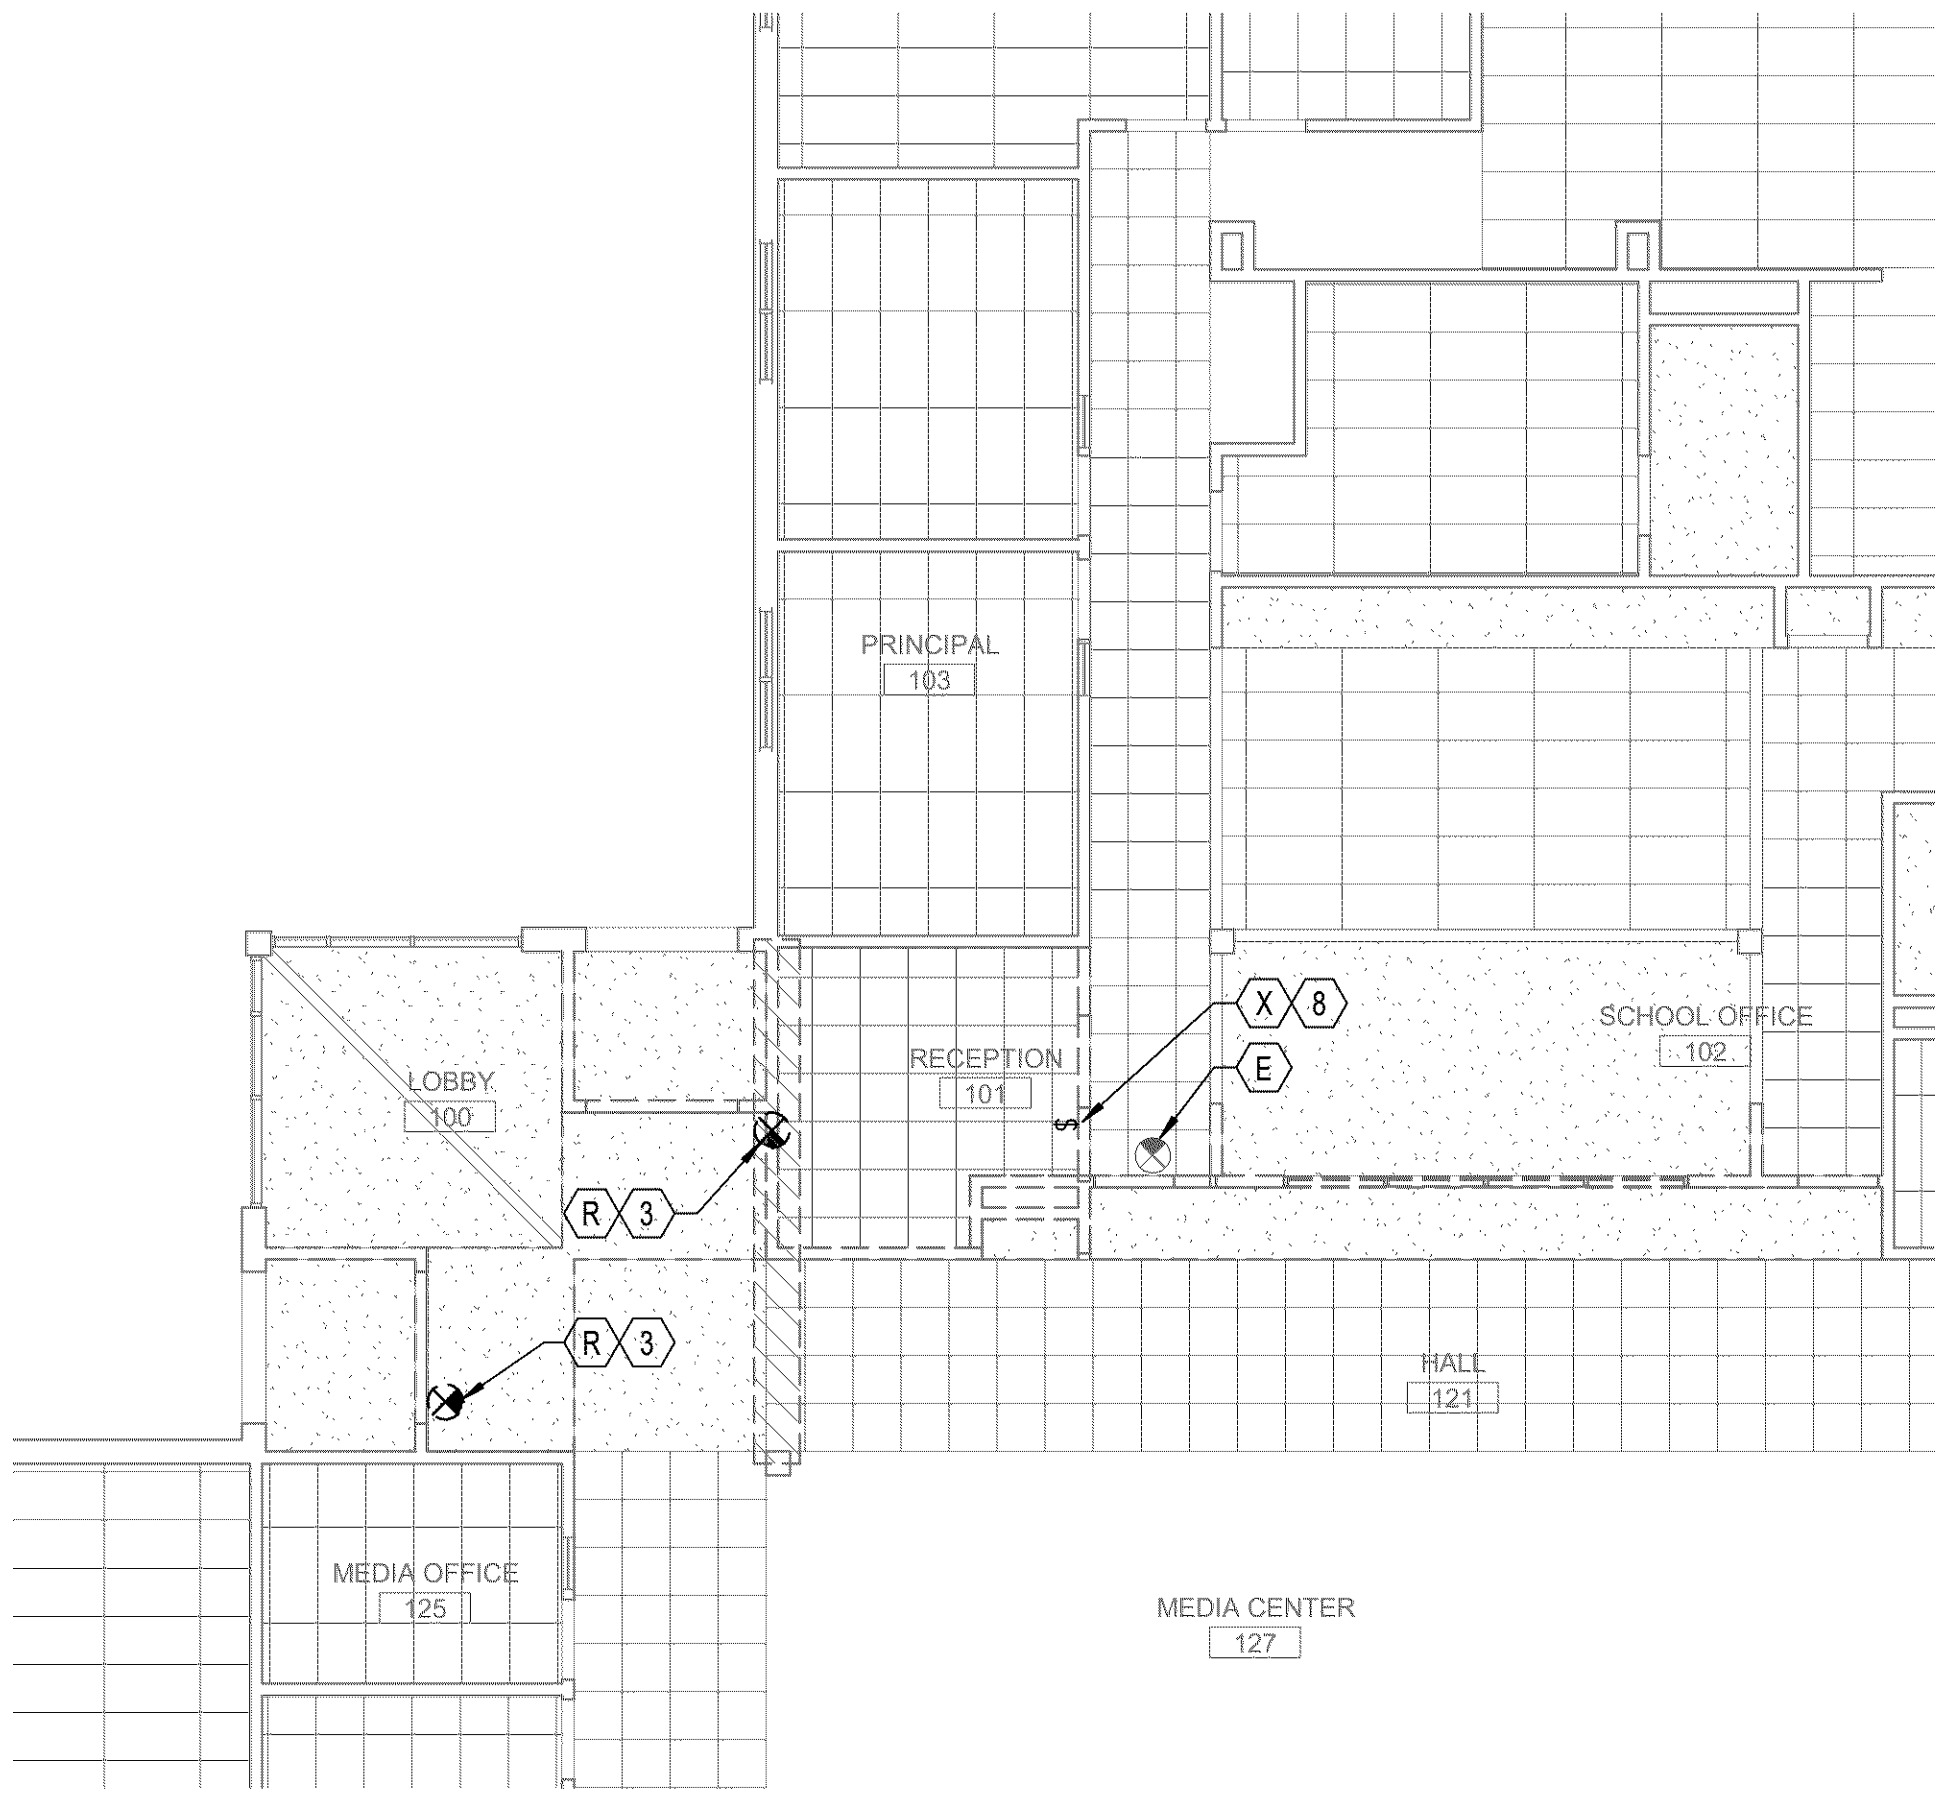 PRINCIPAL
103
X 8
SCHOOL OFFICE
102
RECEPTION
101
E
LOBBY
100
$
R 3
R 3
HALL
121
MEDIA OFFICE
125
MEDIA CENTER
127